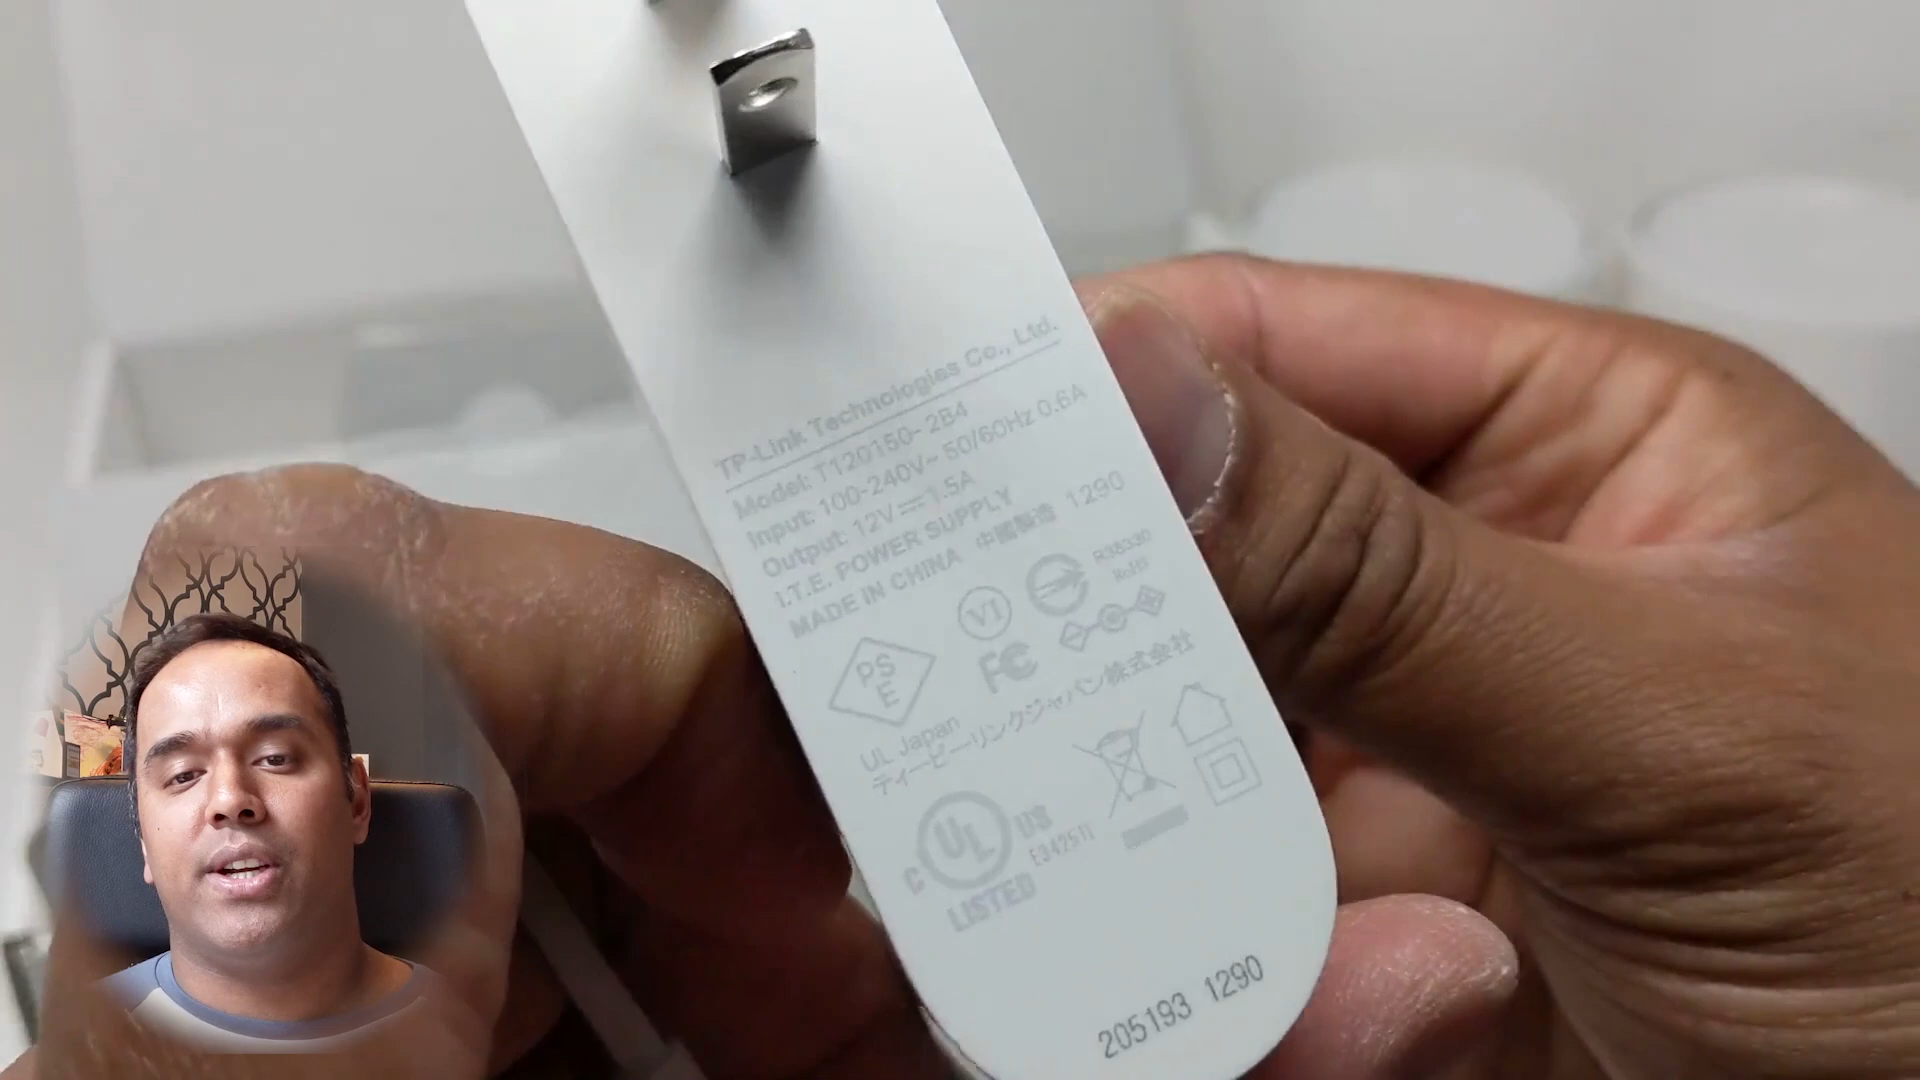 TP-Link Technologies Co., Ltd.
Model: T120150- 2B4
Input: 100-240V~ 50/60Hz 0.6A
Output: 12V⎓1.5A
I.T.E. POWER SUPPLY
MADE IN CHINA 中國製造 1290
PS
E
VI
R38330
RoHS
FC
UL Japan
ティーピーリンクジャパン株式会社
C UL US
LISTED
E342571
205193 1290